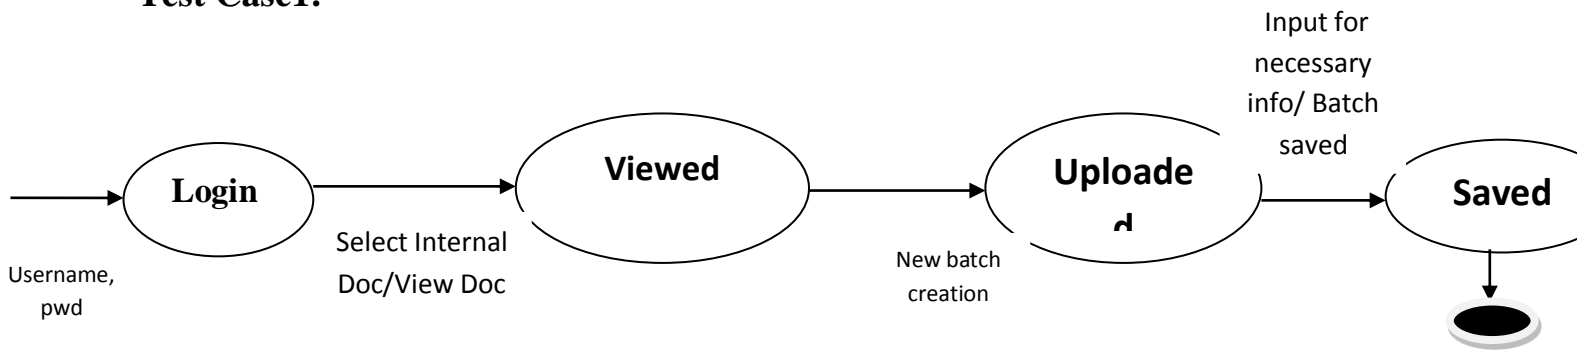 Test Case1:
Input for
necessary
info/ Batch
saved
Login
Viewed
Uploade
d
Saved
Select Internal
Doc/View Doc
New batch
creation
Username,
pwd